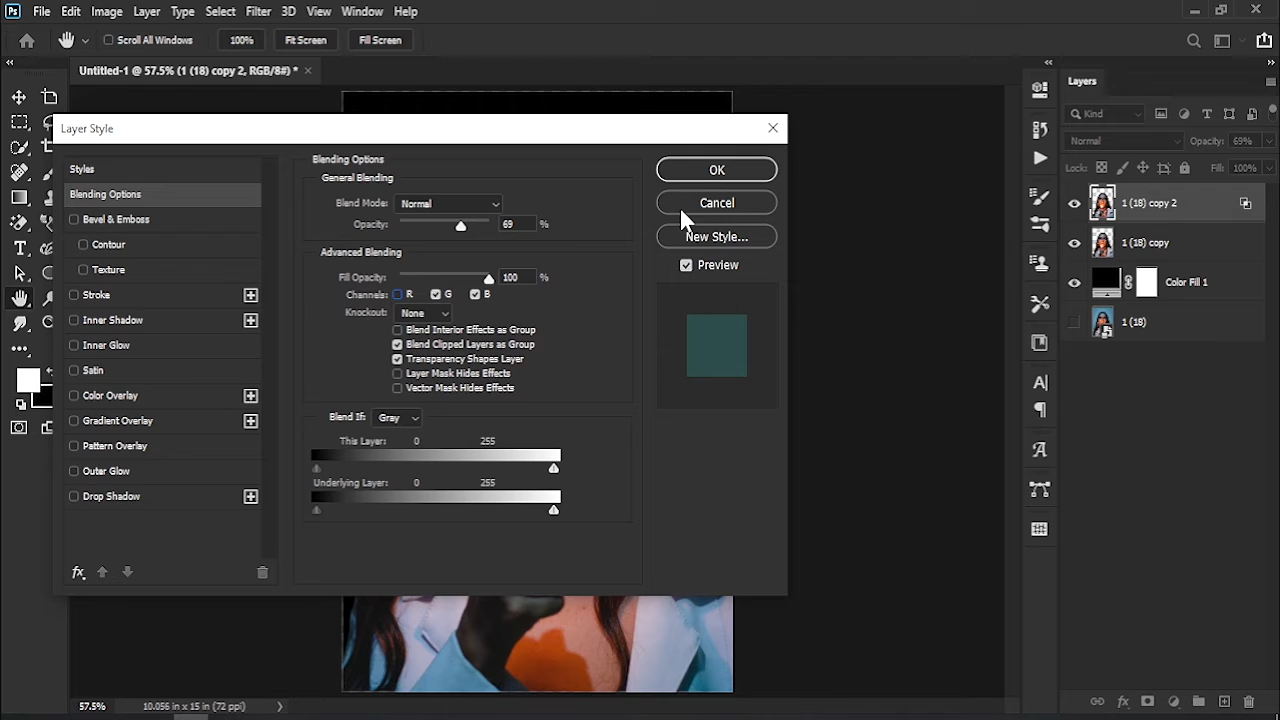 Ps File Edit Image Layer Type Select Filter 3D View Window Help
Scroll All Windows 100% Fit Screen Fill Screen
Untitled-1 @ 57.5% (1 (18) copy 2, RGB/8#) * ×
Layer Style
Styles
Blending Options
Bevel & Emboss
Contour
Texture
Stroke
Inner Shadow
Inner Glow
Satin
Color Overlay
Gradient Overlay
Pattern Overlay
Outer Glow
Drop Shadow
fx
Blending Options
General Blending
Blend Mode: Normal
Opacity: 69 %
Advanced Blending
Fill Opacity: 100 %
Channels: R G B
Knockout: None
Blend Interior Effects as Group
Blend Clipped Layers as Group
Transparency Shapes Layer
Layer Mask Hides Effects
Vector Mask Hides Effects
Blend If: Gray
This Layer: 0 255
Underlying Layer: 0 255
OK
Cancel
New Style...
Preview
Layers
Kind
Normal Opacity: 69%
Lock: Fill: 100%
1 (18) copy 2
1 (18) copy
Color Fill 1
1 (18)
57.5% 10.056 in x 15 in (72 ppi)